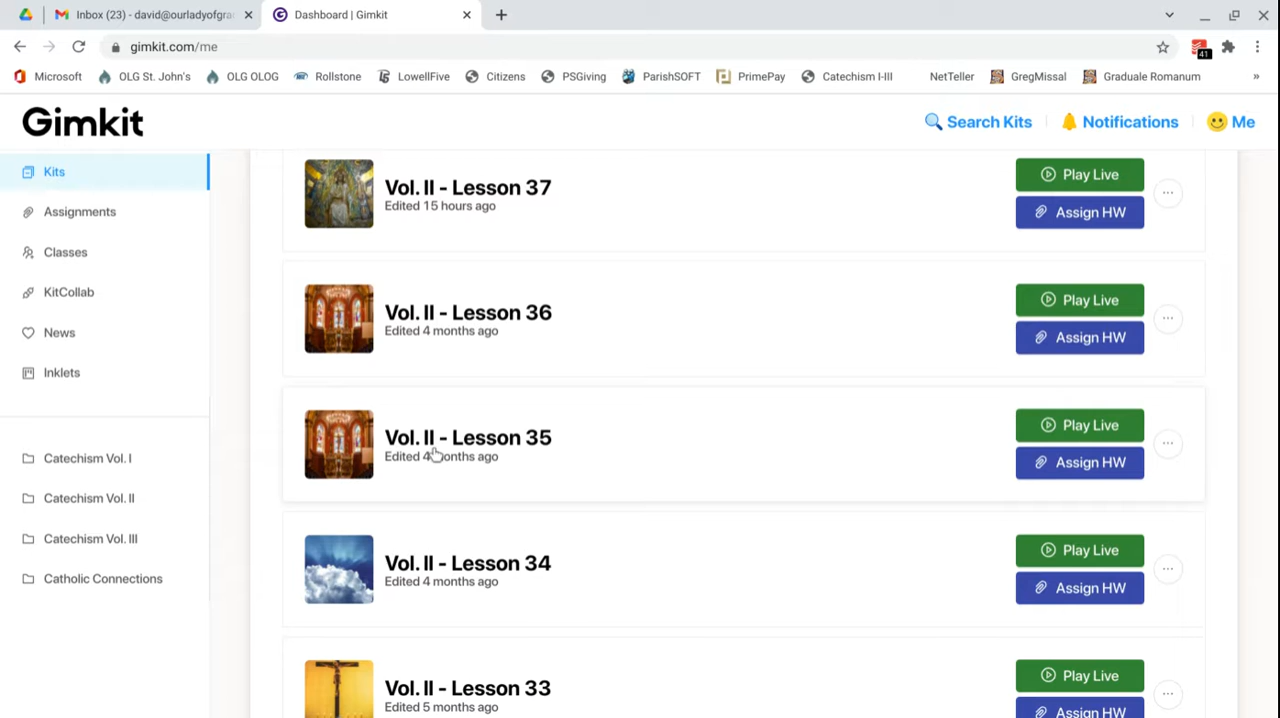 Inbox (23) - david@ourladyofgra
Dashboard | Gimkit
gimkit.com/me
41
Microsoft OLG St. John's OLG OLOG Rollstone LowellFive Citizens PSGiving ParishSOFT PrimePay Catechism I-III NetTeller GregMissal Graduale Romanum »
Gimkit
Search Kits Notifications Me
Kits
Assignments
Classes
KitCollab
News
Inklets
Catechism Vol. I
Catechism Vol. II
Catechism Vol. III
Catholic Connections
Vol. II - Lesson 37
Edited 15 hours ago
Play Live
Assign HW
Vol. II - Lesson 36
Edited 4 months ago
Play Live
Assign HW
Vol. II - Lesson 35
Edited 4 months ago
Play Live
Assign HW
Vol. II - Lesson 34
Edited 4 months ago
Play Live
Assign HW
Vol. II - Lesson 33
Edited 5 months ago
Play Live
Assign HW